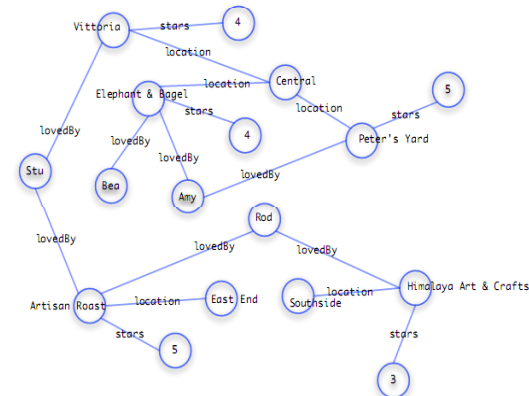 Vittoria
stars
4
location
Elephant & Bagel
location
Central
5
stars
location
stars
lovedBy
lovedBy
4
Peter's Yard
lovedBy
Stu
Bea
Amy
lovedBy
Rod
lovedBy
lovedBy
lovedBy
Artisan Roast
location
East End
Southside
location
Himalaya Art & Crafts
stars
5
stars
3